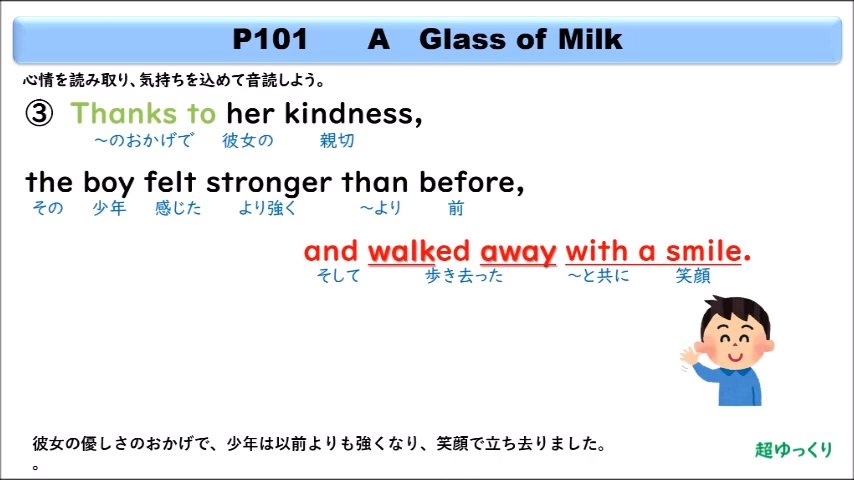 P101 A Glass of Milk
心情を読み取り、気持ちを込めて音読しよう。
③ Thanks to her kindness,
～のおかげで 彼女の 親切
the boy felt stronger than before,
その 少年 感じた より強く ～より 前
and walked away with a smile.
そして 歩き去った ～と共に 笑顔
彼女の優しさのおかげで、少年は以前よりも強くなり、笑顔で立ち去りました。
。
超ゆっくり